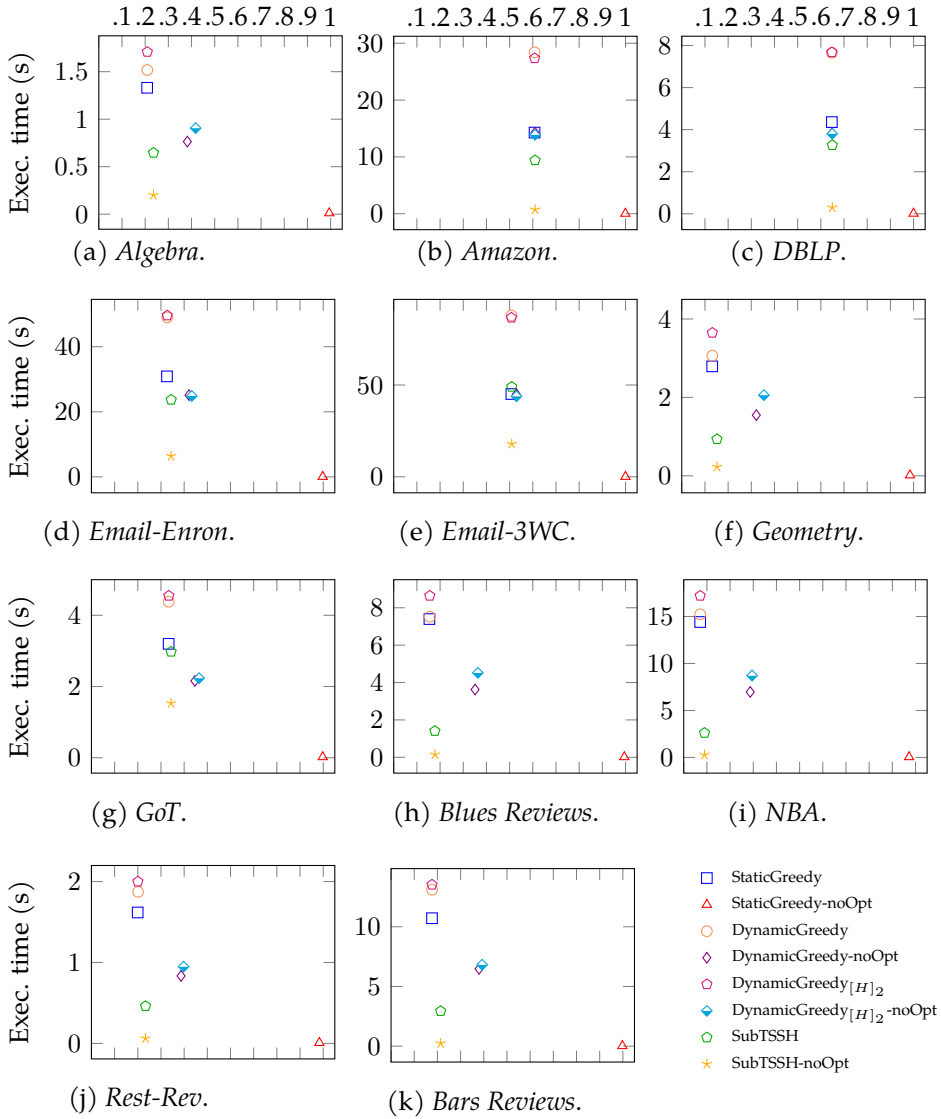 .1.2.3.4.5.6.7.8.9 1 .1.2.3.4.5.6.7.8.9 1 .1.2.3.4.5.6.7.8.9 1
Exec. time (s)
1.5
1
0.5
0
30
20
10
0
8
6
4
2
0
(a) Algebra.
(b) Amazon.
(c) DBLP.
Exec. time (s)
40
20
0
50
0
4
2
0
(d) Email-Enron.
(e) Email-3WC.
(f) Geometry.
Exec. time (s)
4
2
0
8
6
4
2
0
15
10
5
0
(g) GoT.
(h) Blues Reviews.
(i) NBA.
Exec. time (s)
2
1
0
10
5
0
StaticGreedy
StaticGreedy-noOpt
DynamicGreedy
DynamicGreedy-noOpt
DynamicGreedy[H]2
DynamicGreedy[H]2-noOpt
SubTSSH
SubTSSH-noOpt
(j) Rest-Rev.
(k) Bars Reviews.